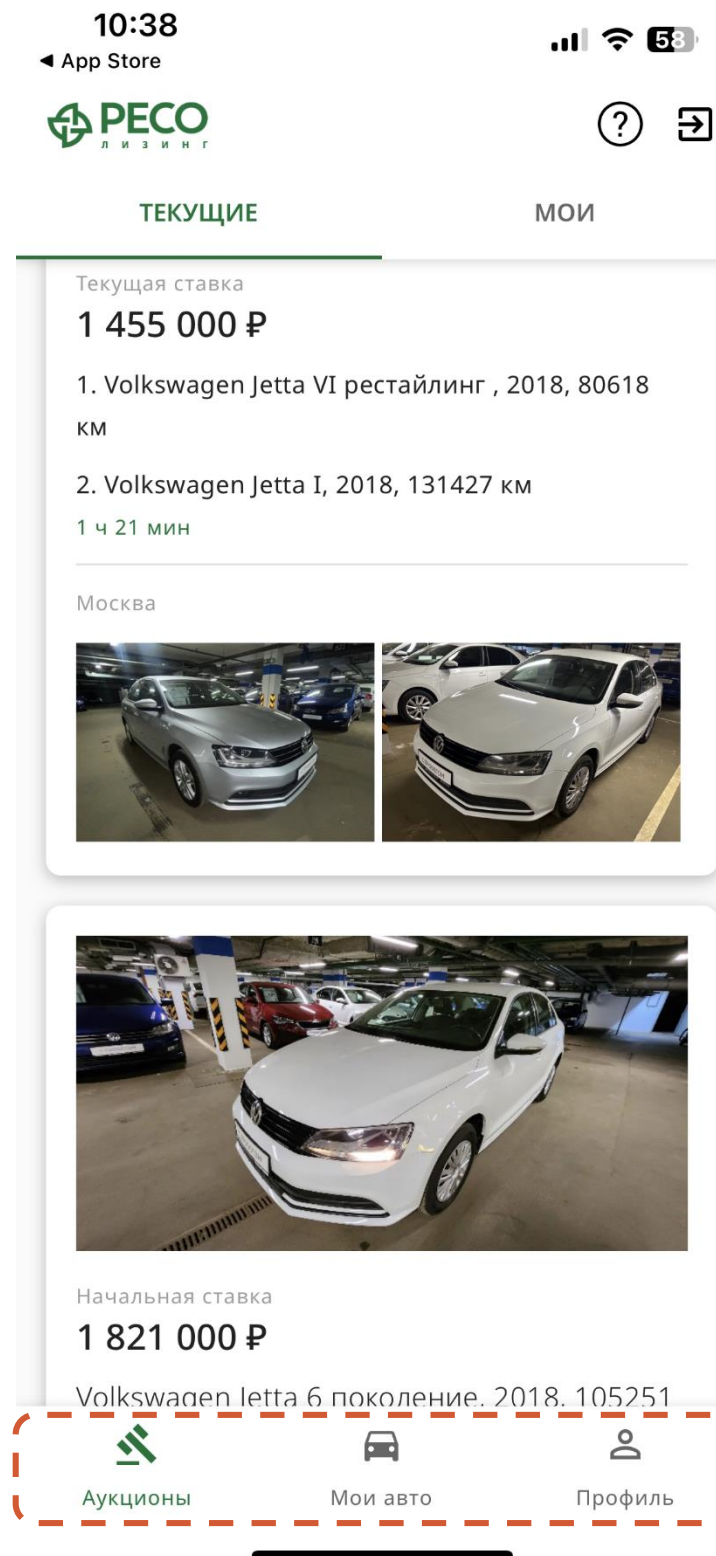 10:38
58
◀ App Store
РЕСО
ЛИЗИНГ
?
ТЕКУЩИЕ
МОИ
Текущая ставка
1 455 000 ₽
1. Volkswagen Jetta VI рестайлинг , 2018, 80618
км
2. Volkswagen Jetta I, 2018, 131427 км
1 ч 21 мин
Москва
Начальная ставка
1 821 000 ₽
Volkswagen Jetta 6 поколение, 2018, 105251
Аукционы
Мои авто
Профиль